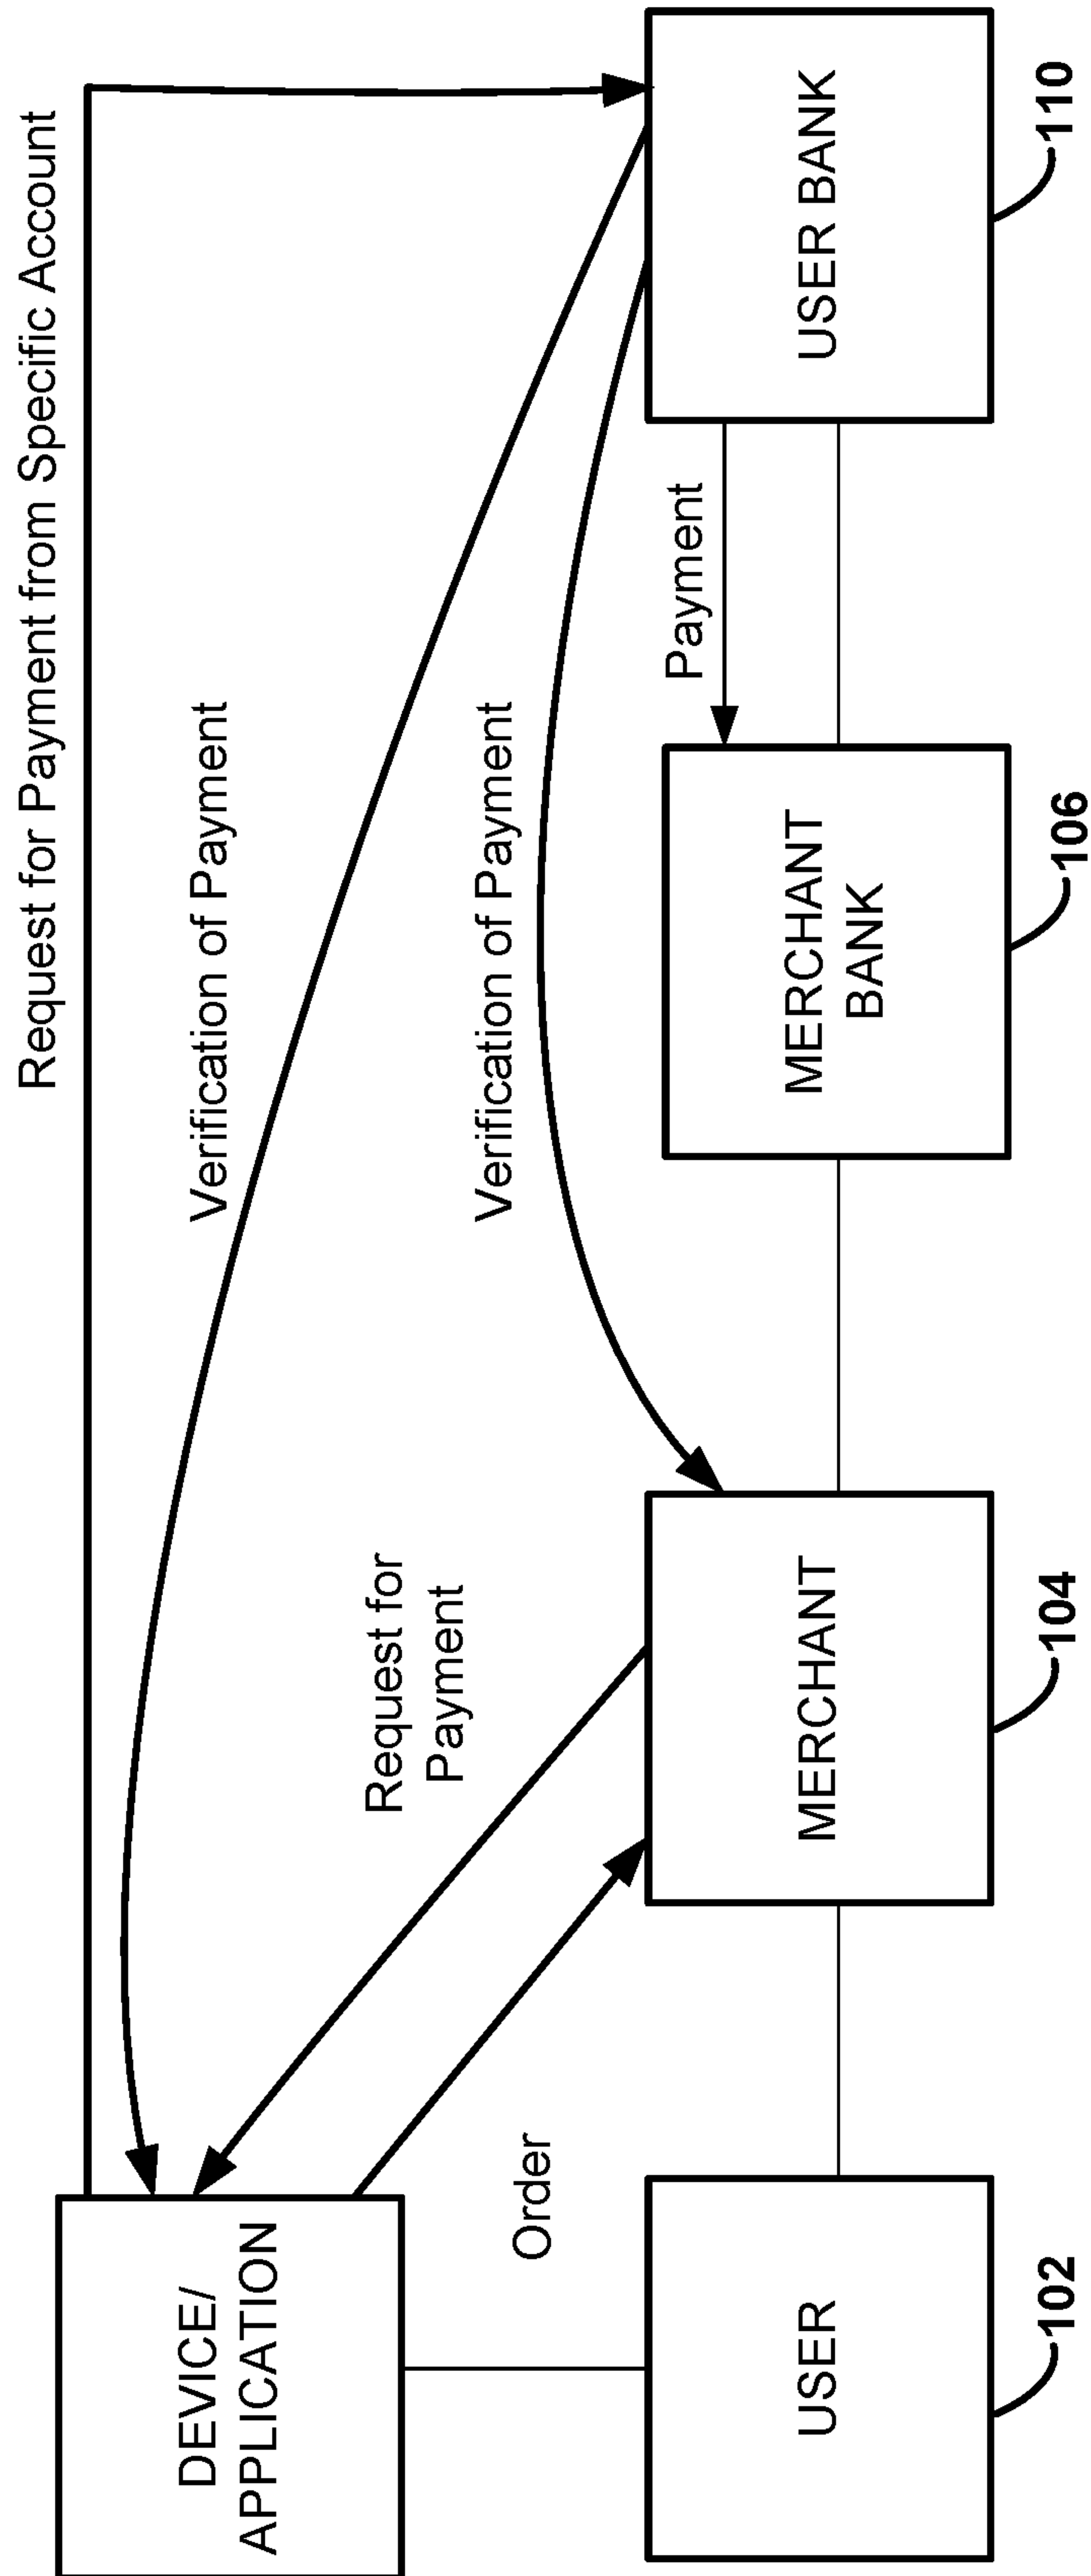 Request for Payment from Specific Account
DEVICE/
APPLICATION
Verification of Payment
Request for
Payment
Verification of Payment
Order
Payment
USER
MERCHANT
MERCHANT
BANK
USER BANK
102
104
106
110